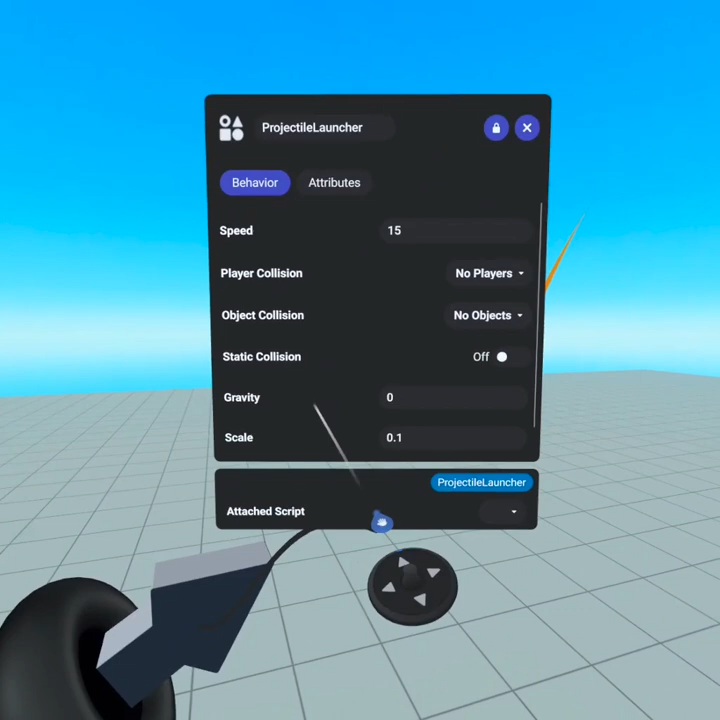 ProjectileLauncher
Behavior
Attributes
Speed
15
Player Collision
No Players
Object Collision
No Objects
Static Collision
Off
Gravity
0
Scale
0.1
ProjectileLauncher
Attached Script